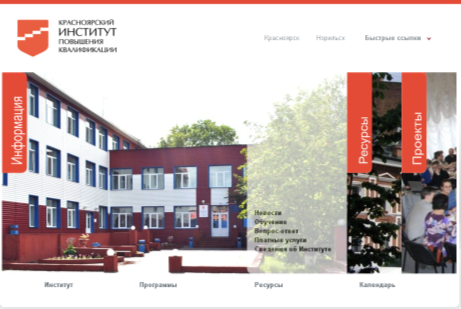 КРАСНОЯРСКИЙ
ИНСТИТУТ
ПОВЫШЕНИЯ
КВАЛИФИКАЦИИ
Красноярск Норильск Быстрые ссылки
Информация
Ресурсы
Проекты
Новости
Обучение
Вопрос-ответ
Платные услуги
Сведения об Институте
Институт Программы Ресурсы Календарь